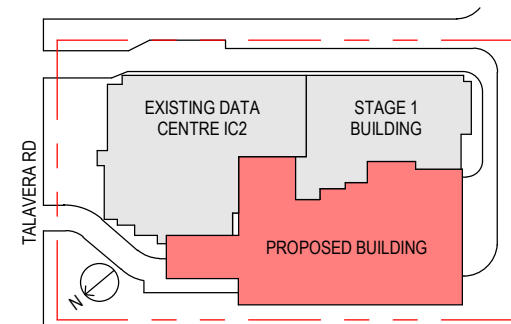 EXISTING DATA
CENTRE IC2
STAGE 1
BUILDING
TALAVERA RD
PROPOSED BUILDING
N